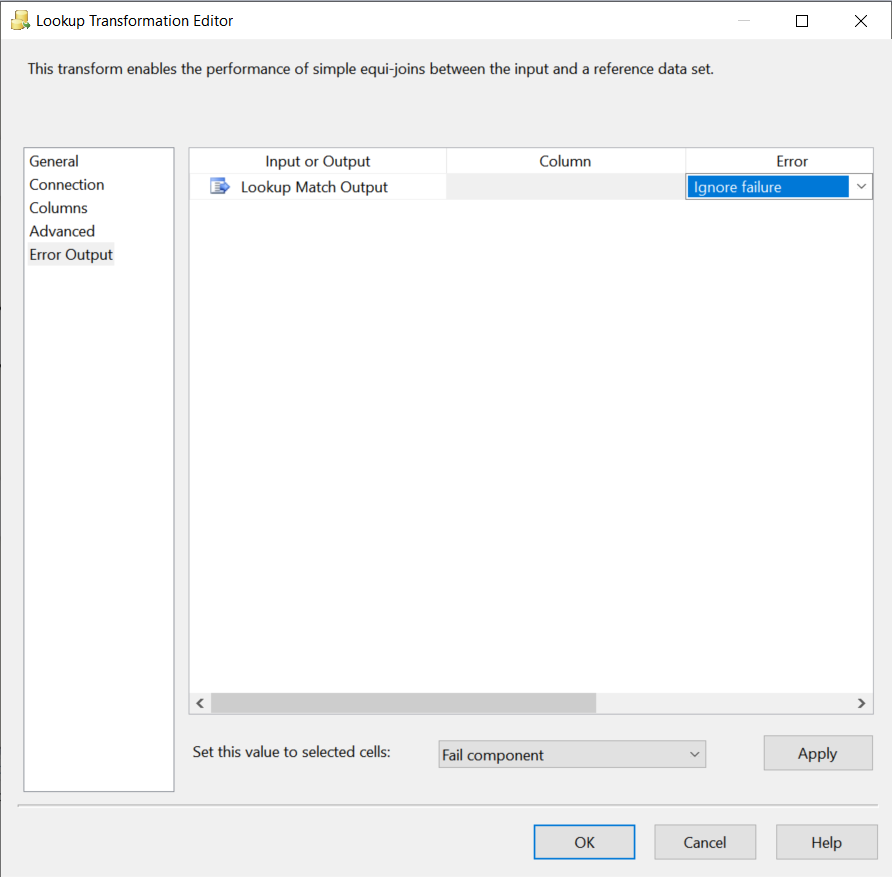 Lookup Transformation Editor
This transform enables the performance of simple equi-joins between the input and a reference data set.
General
Connection
Columns
Advanced
Error Output
Input or Output Column Error
Lookup Match Output Ignore failure
Set this value to selected cells: Fail component Apply
OK Cancel Help